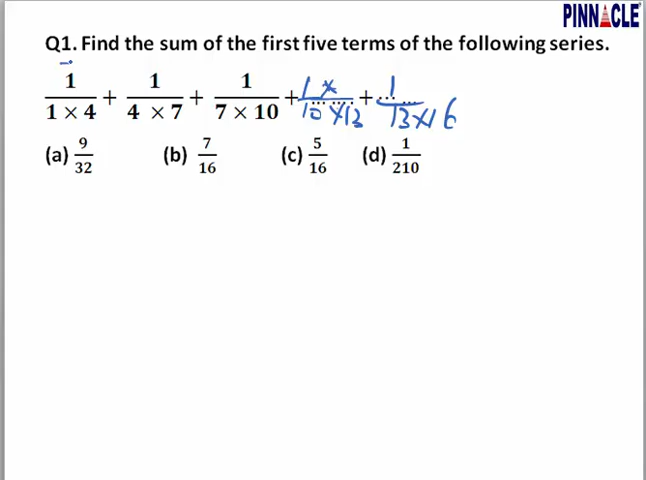 PINNACLE
Q1. Find the sum of the first five terms of the following series.
1/(1 × 4) + 1/(4 × 7) + 1/(7 × 10) + 1/(10 × 13) + 1/(13 × 16)
(a) 9/32 (b) 7/16 (c) 5/16 (d) 1/210